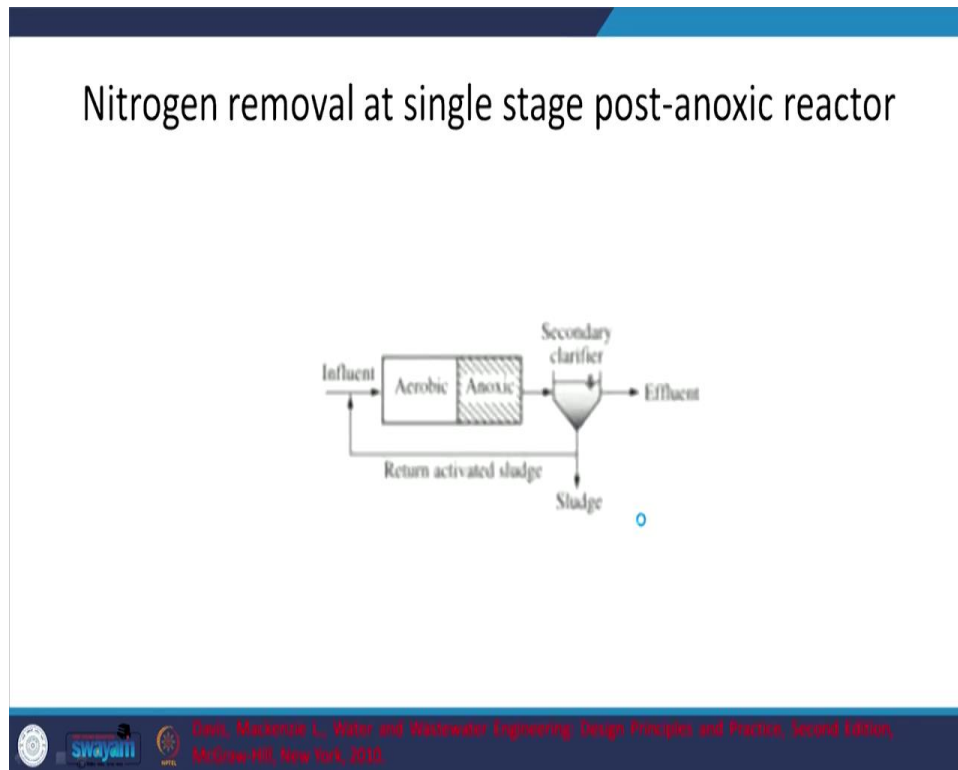 Nitrogen removal at single stage post-anoxic reactor
Secondary
clarifier
Influent
Aerobic
Anoxic
Effluent
Return activated sludge
Sludge
swayam
NPTEL
Davis, Mackenzie L., Water and Wastewater Engineering: Design Principles and Practice, Second Edition,
McGraw-Hill, New York, 2010.